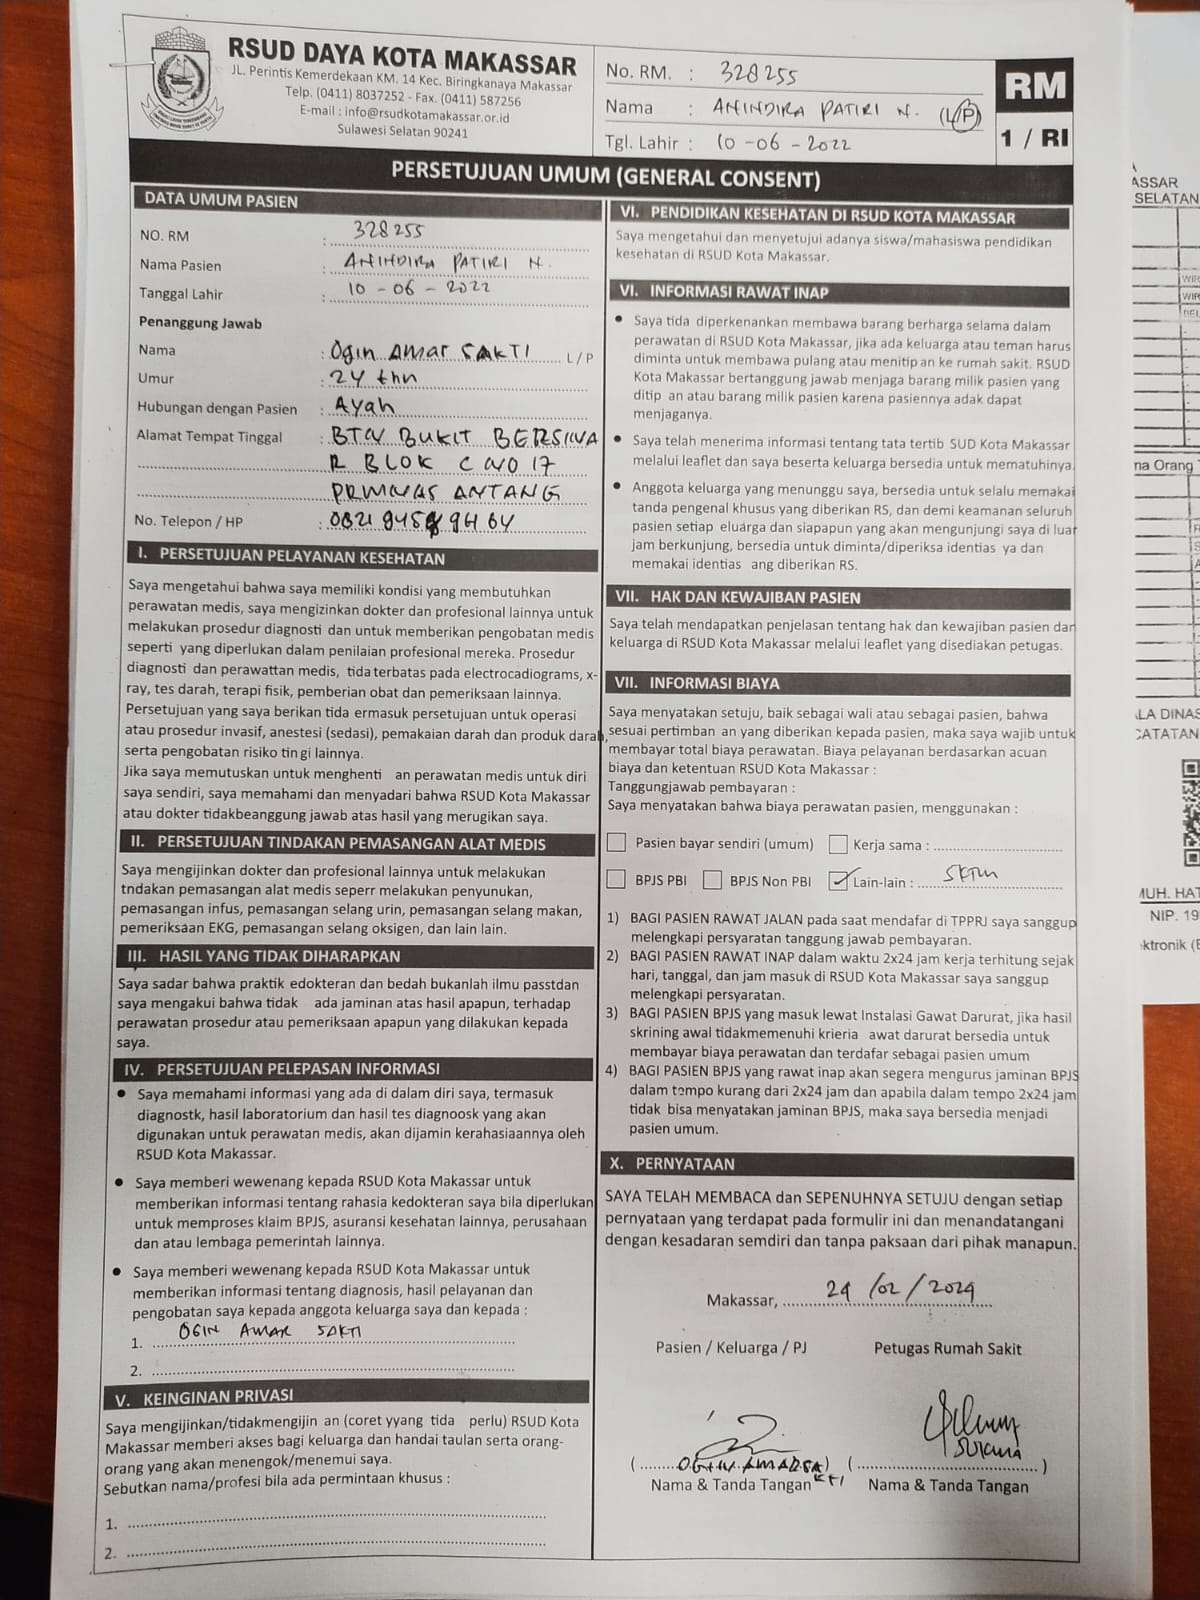 RSUD DAYA KOTA MAKASSAR
JL. Perintis Kemerdekaan KM. 14 Kec. Biringkanaya Makassar
Telp. (0411) 8037252 - Fax. (0411) 587256
E-mail : info@rsudkotamakassar.or.id
Sulawesi Selatan 90241
No. RM. : 328255
Nama : ANINDIRA PATIRI N. (L/P)
Tgl. Lahir : 10-06-2022
RM
1 / RI
PERSETUJUAN UMUM (GENERAL CONSENT)
DATA UMUM PASIEN
NO. RM : 328255
Nama Pasien : ANINDIRA PATIRI N.
Tanggal Lahir : 10-06-2022
Penanggung Jawab
Nama : Ogin AMAR SAKTI L/P
Umur : 24 thn
Hubungan dengan Pasien : Ayah
Alamat Tempat Tinggal : BTN BUKIT
R BLOK C NO 17
ANTANG
No. Telepon / HP :
I. PERSETUJUAN PELAYANAN KESEHATAN
Saya mengetahui bahwa saya memiliki kondisi yang membutuhkan
perawatan medis, saya mengizinkan dokter dan profesional lainnya untuk
melakukan prosedur diagnosti dan untuk memberikan pengobatan medis
seperti yang diperlukan dalam penilaian profesional mereka. Prosedur
diagnosti dan perawattan medis, tida terbatas pada electrocadiograms, x-
ray, tes darah, terapi fisik, pemberian obat dan pemeriksaan lainnya.
Persetujuan yang saya berikan tida ermasuk persetujuan untuk operasi
atau prosedur invasif, anestesi (sedasi), pemakaian darah dan produk darah,
serta pengobatan risiko tin gi lainnya.
Jika saya memutuskan untuk menghenti an perawatan medis untuk diri
saya sendiri, saya memahami dan menyadari bahwa RSUD Kota Makassar
atau dokter tidakbeanggung jawab atas hasil yang merugikan saya.
II. PERSETUJUAN TINDAKAN PEMASANGAN ALAT MEDIS
Saya mengijinkan dokter dan profesional lainnya untuk melakukan
tndakan pemasangan alat medis seperr melakukan penyunukan,
pemasangan infus, pemasangan selang urin, pemasangan selang makan,
pemeriksaan EKG, pemasangan selang oksigen, dan lain lain.
III. HASIL YANG TIDAK DIHARAPKAN
Saya sadar bahwa praktik edokteran dan bedah bukanlah ilmu passtdan
saya mengakui bahwa tidak ada jaminan atas hasil apapun, terhadap
perawatan prosedur atau pemeriksaan apapun yang dilakukan kepada
saya.
IV. PERSETUJUAN PELEPASAN INFORMASI
• Saya memahami informasi yang ada di dalam diri saya, termasuk
diagnostk, hasil laboratorium dan hasil tes diagnoosk yang akan
digunakan untuk perawatan medis, akan dijamin kerahasiaannya oleh
RSUD Kota Makassar.
• Saya memberi wewenang kepada RSUD Kota Makassar untuk
memberikan informasi tentang rahasia kedokteran saya bila diperlukan
untuk memproses klaim BPJS, asuransi kesehatan lainnya, perusahaan
dan atau lembaga pemerintah lainnya.
• Saya memberi wewenang kepada RSUD Kota Makassar untuk
memberikan informasi tentang diagnosis, hasil pelayanan dan
pengobatan saya kepada anggota keluarga saya dan kepada :
1. OGIN AMAR SAKTI
2.
V. KEINGINAN PRIVASI
Saya mengijinkan/tidakmengijin an (coret yyang tida perlu) RSUD Kota
Makassar memberi akses bagi keluarga dan handai taulan serta orang-
orang yang akan menengok/menemui saya.
Sebutkan nama/profesi bila ada permintaan khusus :
1.
2.
VI. PENDIDIKAN KESEHATAN DI RSUD KOTA MAKASSAR
Saya mengetahui dan menyetujui adanya siswa/mahasiswa pendidikan
kesehatan di RSUD Kota Makassar.
VI. INFORMASI RAWAT INAP
• Saya tida diperkenankan membawa barang berharga selama dalam
perawatan di RSUD Kota Makassar, jika ada keluarga atau teman harus
diminta untuk membawa pulang atau menitip an ke rumah sakit. RSUD
Kota Makassar bertanggung jawab menjaga barang milik pasien yang
ditip an atau barang milik pasien karena pasiennya adak dapat
menjaganya.
• Saya telah menerima informasi tentang tata tertib SUD Kota Makassar
melalui leaflet dan saya beserta keluarga bersedia untuk mematuhinya.
• Anggota keluarga yang menunggu saya, bersedia untuk selalu memakai
tanda pengenal khusus yang diberikan RS, dan demi keamanan seluruh
pasien setiap eluárga dan siapapun yang akan mengunjungi saya di luar
jam berkunjung, bersedia untuk diminta/diperiksa identias ya dan
memakai identias ang diberikan RS.
VII. HAK DAN KEWAJIBAN PASIEN
Saya telah mendapatkan penjelasan tentang hak dan kewajiban pasien dan
keluarga di RSUD Kota Makassar melalui leaflet yang disediakan petugas.
VII. INFORMASI BIAYA
Saya menyatakan setuju, baik sebagai wali atau sebagai pasien, bahwa
sesuai pertimban an yang diberikan kepada pasien, maka saya wajib untuk
membayar total biaya perawatan. Biaya pelayanan berdasarkan acuan
biaya dan ketentuan RSUD Kota Makassar :
Tanggungjawab pembayaran :
Saya menyatakan bahwa biaya perawatan pasien, menggunakan :
Pasien bayar sendiri (umum) Kerja sama :
BPJS PBI BPJS Non PBI ✓ Lain-lain : SKTM
1) BAGI PASIEN RAWAT JALAN pada saat mendafar di TPPRJ saya sanggup
melengkapi persyaratan tanggung jawab pembayaran.
2) BAGI PASIEN RAWAT INAP dalam waktu 2x24 jam kerja terhitung sejak
hari, tanggal, dan jam masuk di RSUD Kota Makassar saya sanggup
melengkapi persyaratan.
3) BAGI PASIEN BPJS yang masuk lewat Instalasi Gawat Darurat, jika hasil
skrining awal tidakmemenuhi krieria awat darurat bersedia untuk
membayar biaya perawatan dan terdafar sebagai pasien umum
4) BAGI PASIEN BPJS yang rawat inap akan segera mengurus jaminan BPJS
dalam tempo kurang dari 2x24 jam dan apabila dalam tempo 2x24 jam
tidak bisa menyatakan jaminan BPJS, maka saya bersedia menjadi
pasien umum.
X. PERNYATAAN
SAYA TELAH MEMBACA dan SEPENUHNYA SETUJU dengan setiap
pernyataan yang terdapat pada formulir ini dan menandatangani
dengan kesadaran semdiri dan tanpa paksaan dari pihak manapun.
Makassar, 24/02/2024
Pasien / Keluarga / PJ Petugas Rumah Sakit
(OGIN AMAR SAKTI) ( )
Nama & Tanda Tangan Nama & Tanda Tangan
ASSAR
SELATAN
na Orang
LA DINAS
CATATAN
MUH. HAT
NIP. 19
ktronik (B